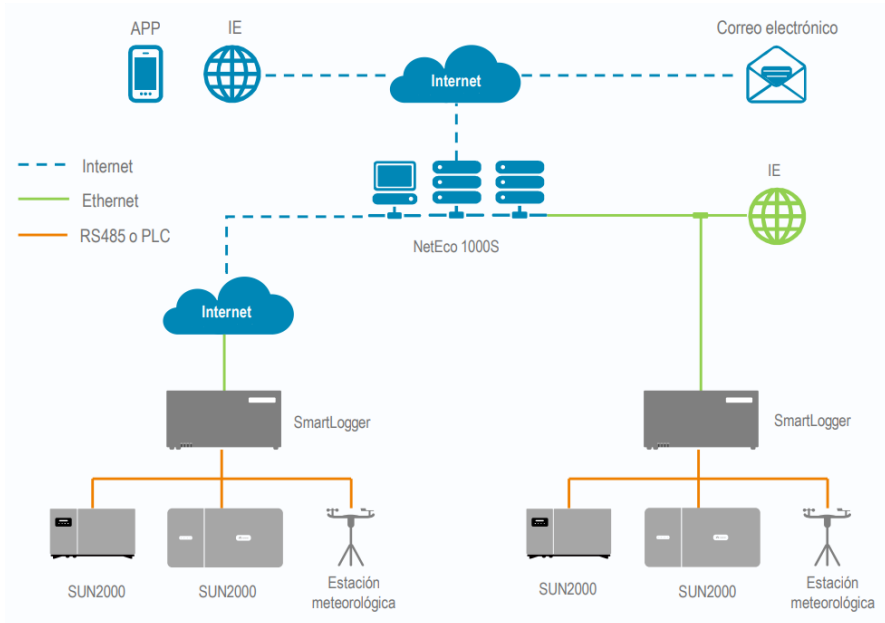 APP
IE
Correo electrónico
Internet
Internet
Ethernet
RS485 o PLC
IE
NetEco 1000S
Internet
SmartLogger
SmartLogger
SUN2000
SUN2000
Estación
meteorológica
SUN2000
SUN2000
Estación
meteorológica